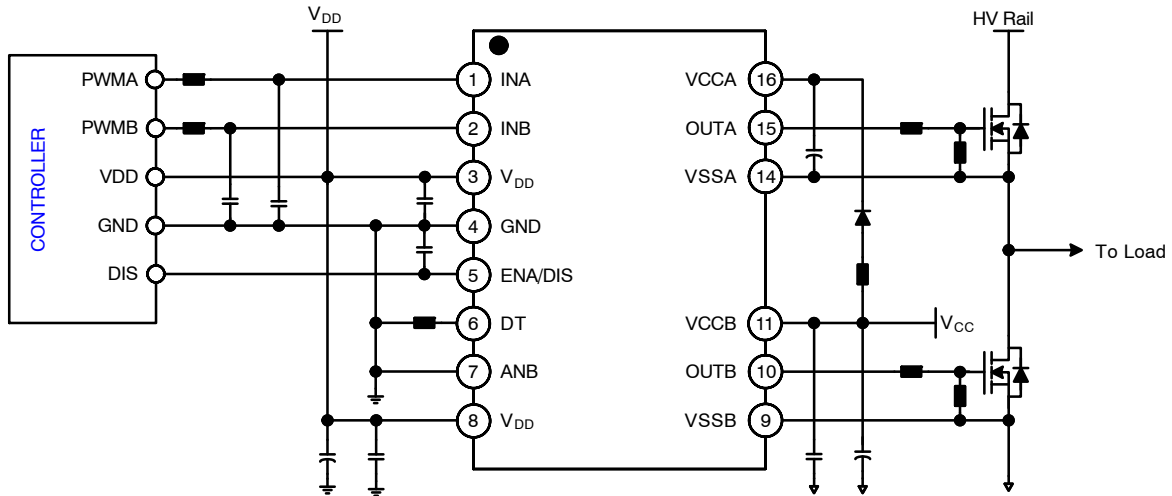 V_DD
HV Rail
CONTROLLER
PWMA
PWMB
VDD
GND
DIS
1 INA
2 INB
3 V_DD
4 GND
5 ENA/DIS
6 DT
7 ANB
8 V_DD
VCCA 16
OUTA 15
VSSA 14
VCCB 11
OUTB 10
VSSB 9
To Load
V_CC